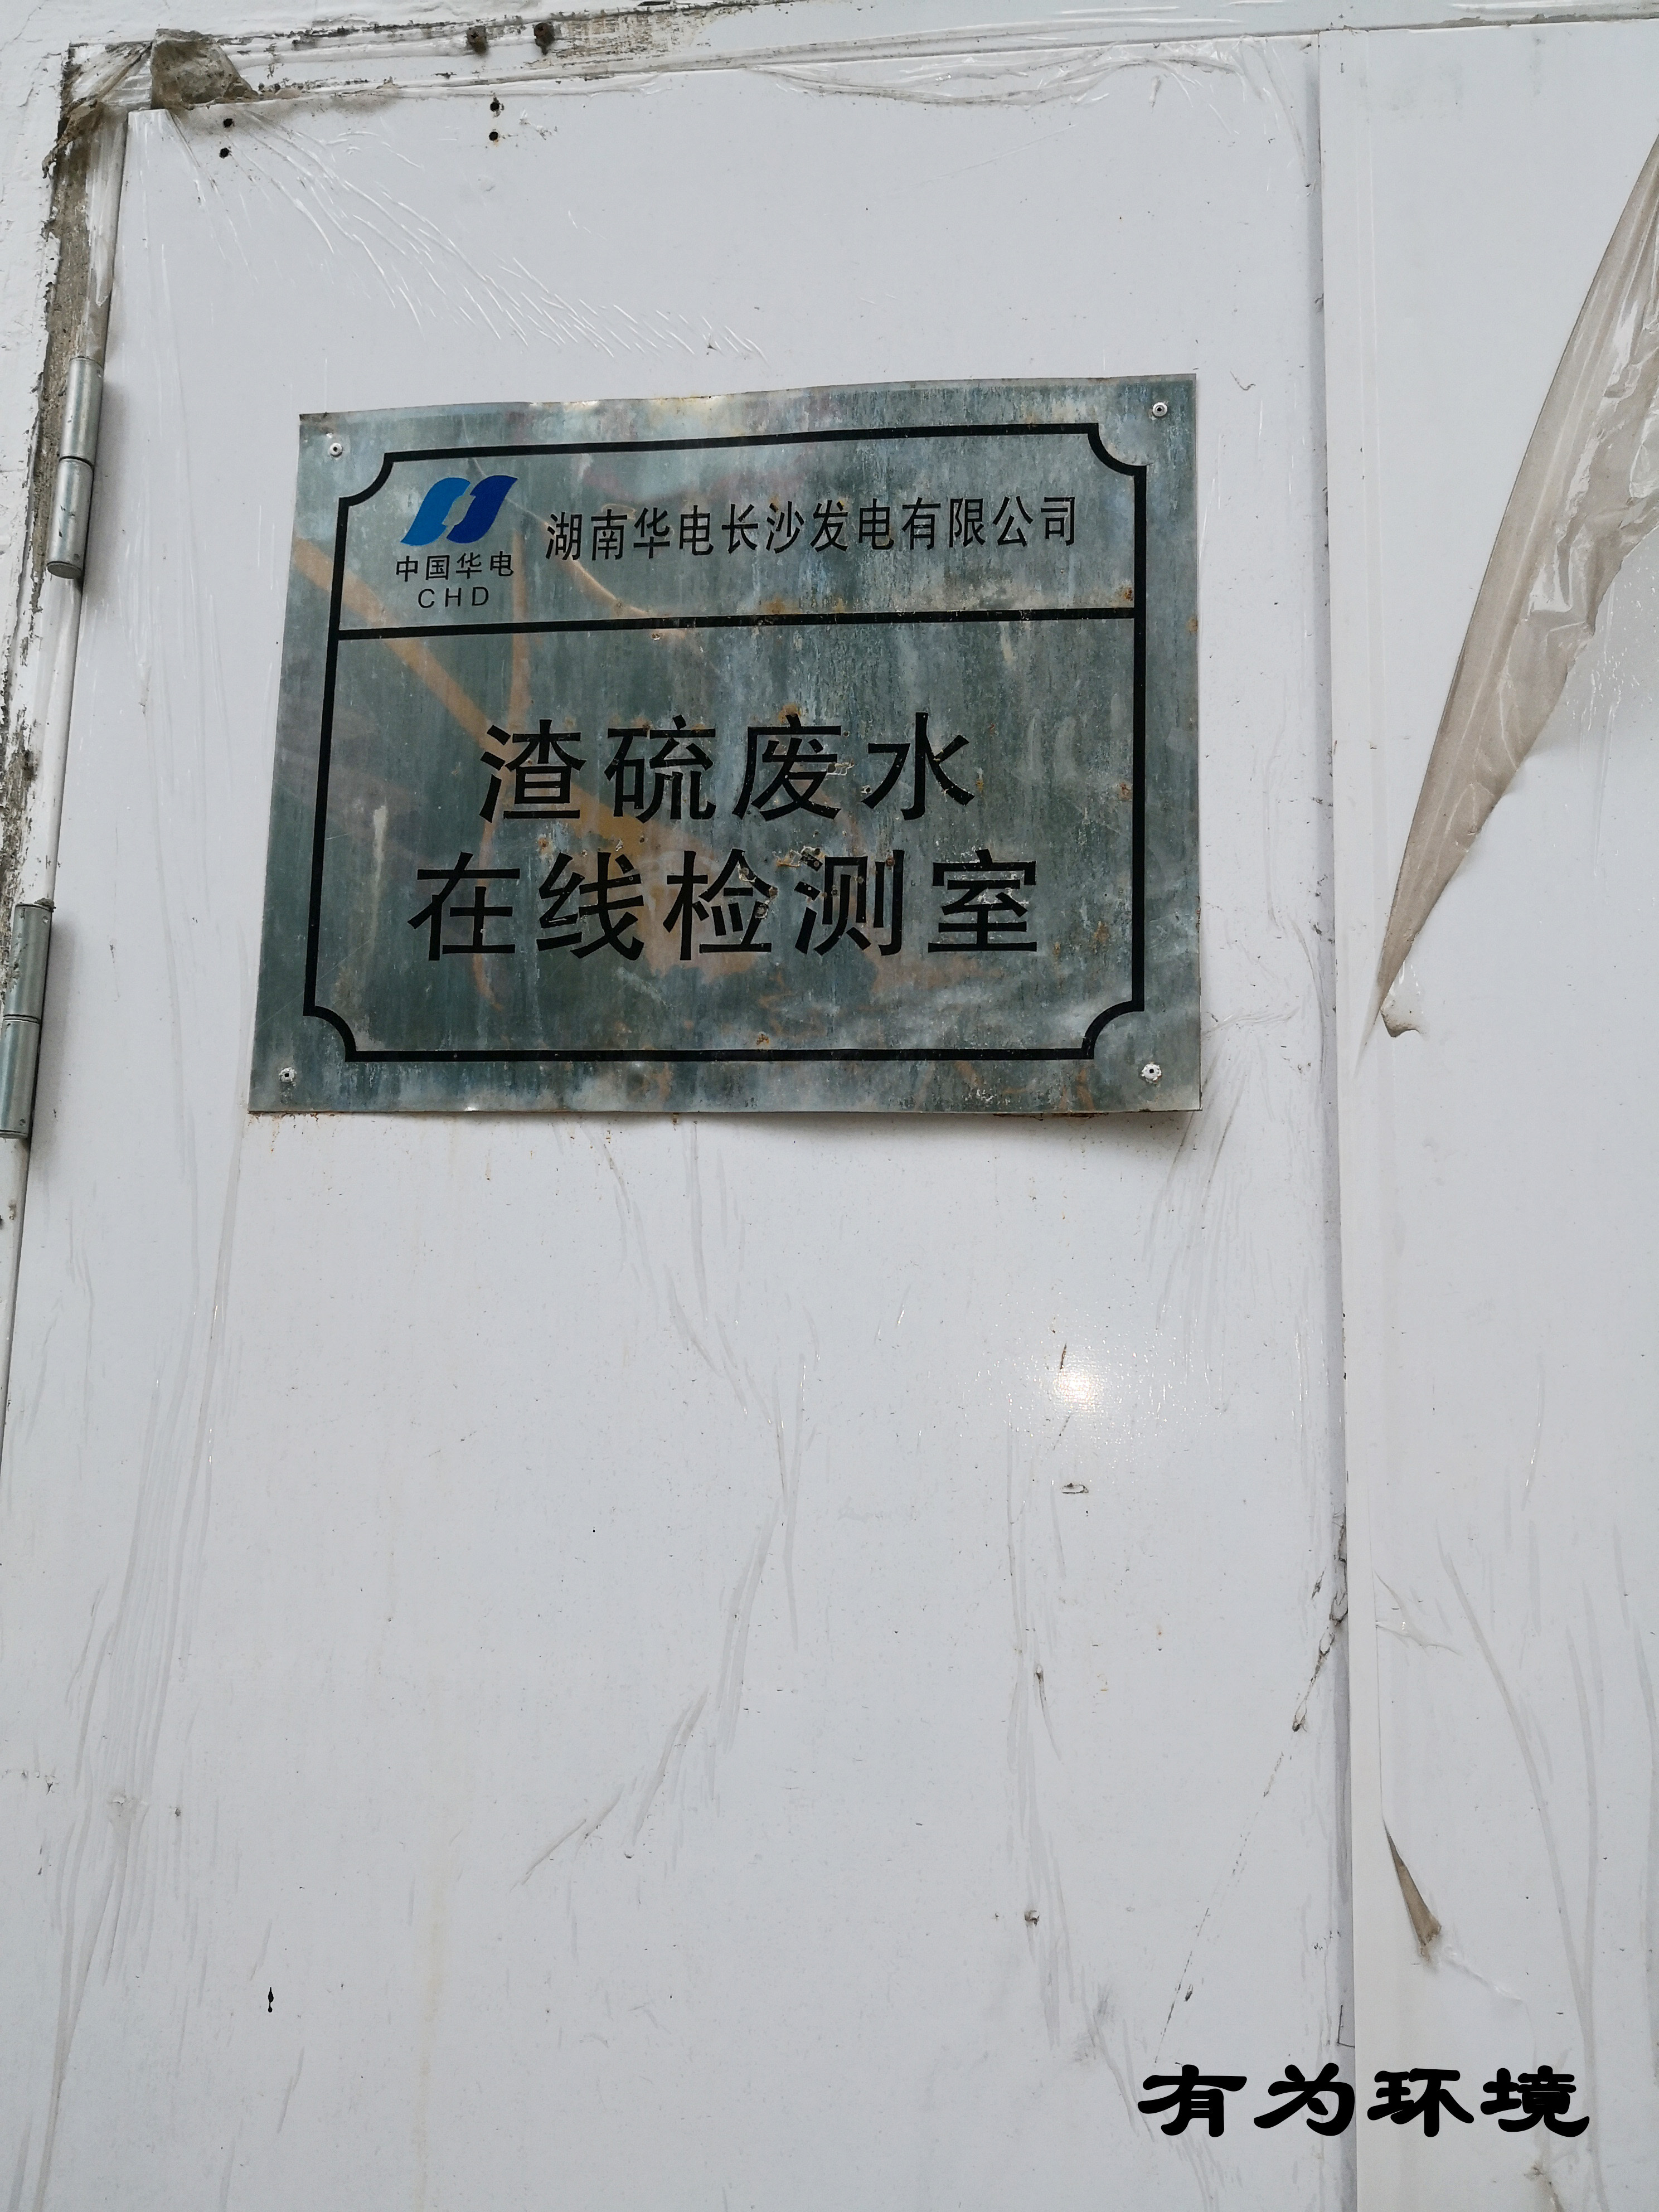 中国华电
CHD
湖南华电长沙发电有限公司
渣硫废水
在线检测室
有为环境